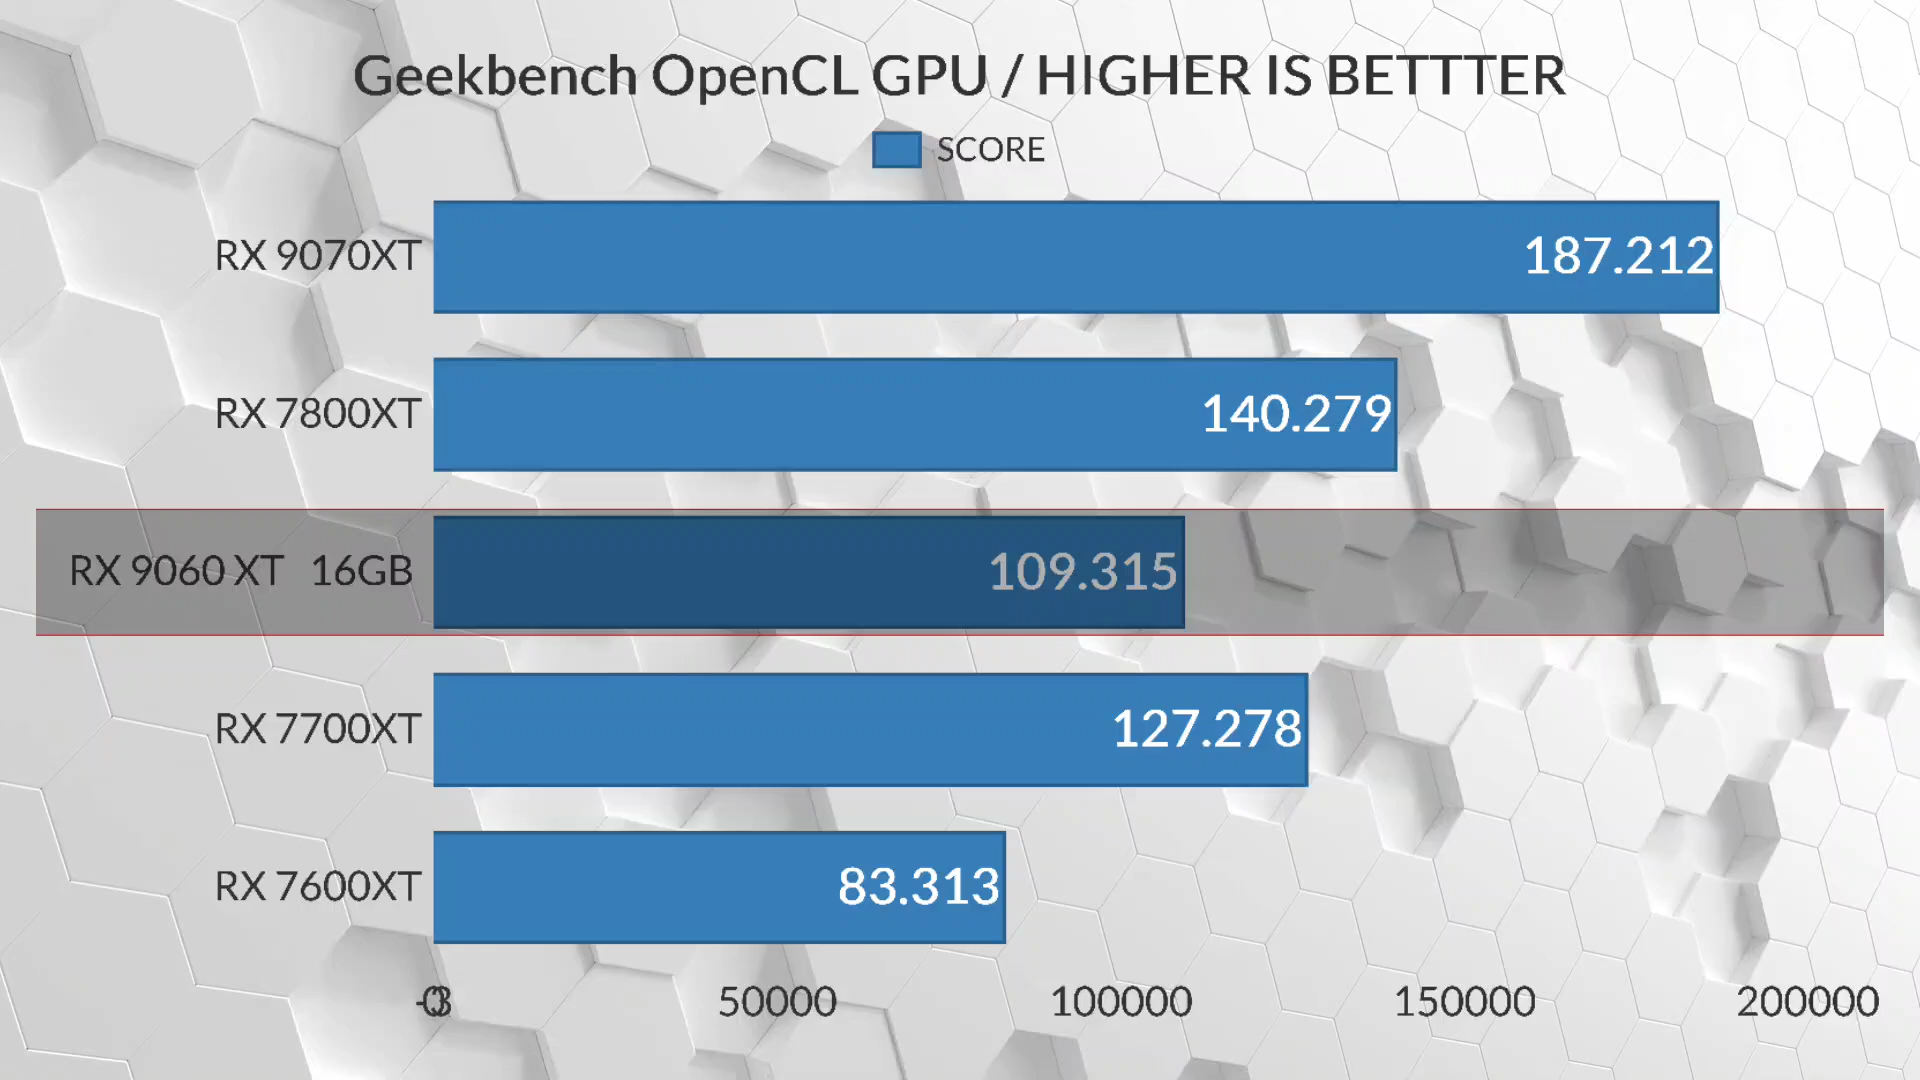 Geekbench OpenCL GPU / HIGHER IS BETTTER
SCORE
RX 9070XT 187.212
RX 7800XT 140.279
RX 9060 XT 16GB 109.315
RX 7700XT 127.278
RX 7600XT 83.313
50000 100000 150000 200000